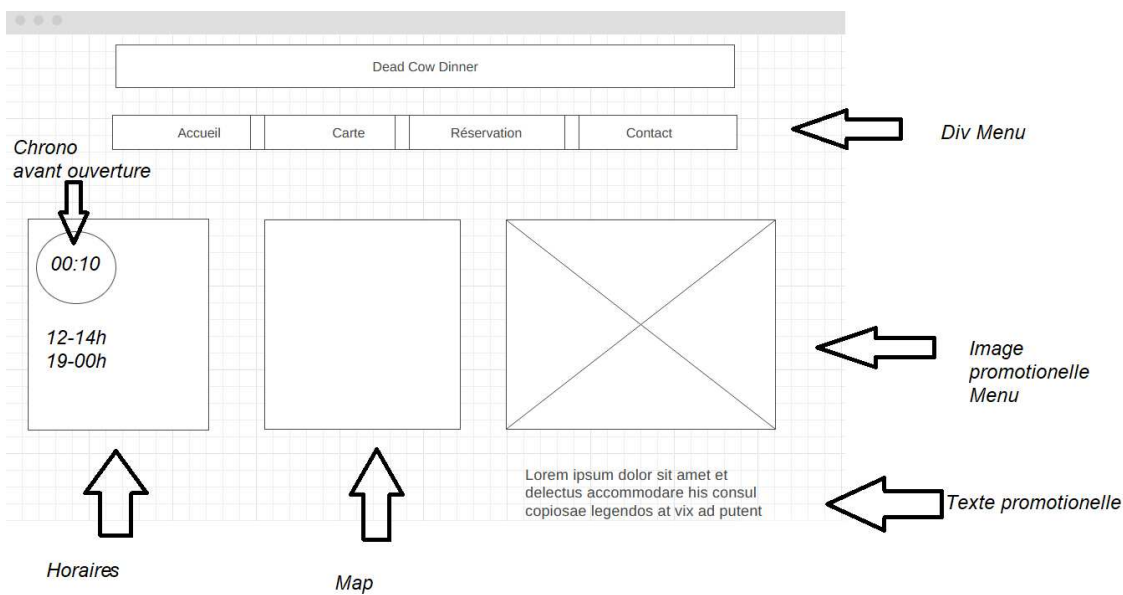 Dead Cow Dinner
Accueil
Carte
Réservation
Contact
Div Menu
Chrono
avant ouverture
00:10
12-14h
19-00h
Image
promotionelle
Menu
Lorem ipsum dolor sit amet et
delectus accommodare his consul
copiosae legendos at vix ad putent
Texte promotionelle
Horaires
Map